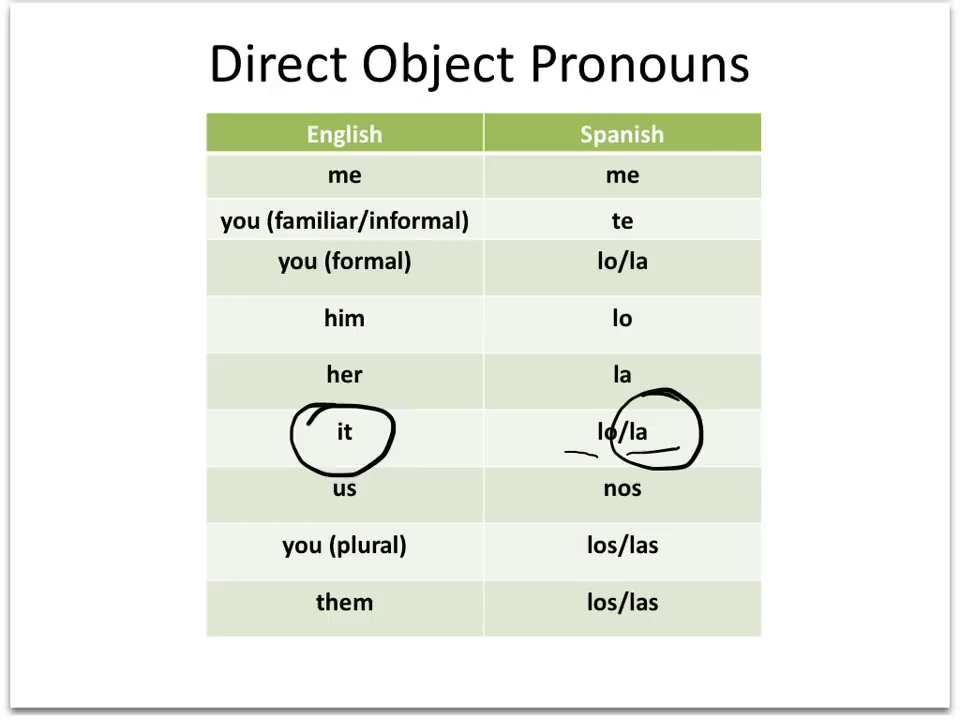 Direct Object Pronouns
English Spanish
me me
you (familiar/informal) te
you (formal) lo/la
him lo
her la
it lo/la
us nos
you (plural) los/las
them los/las